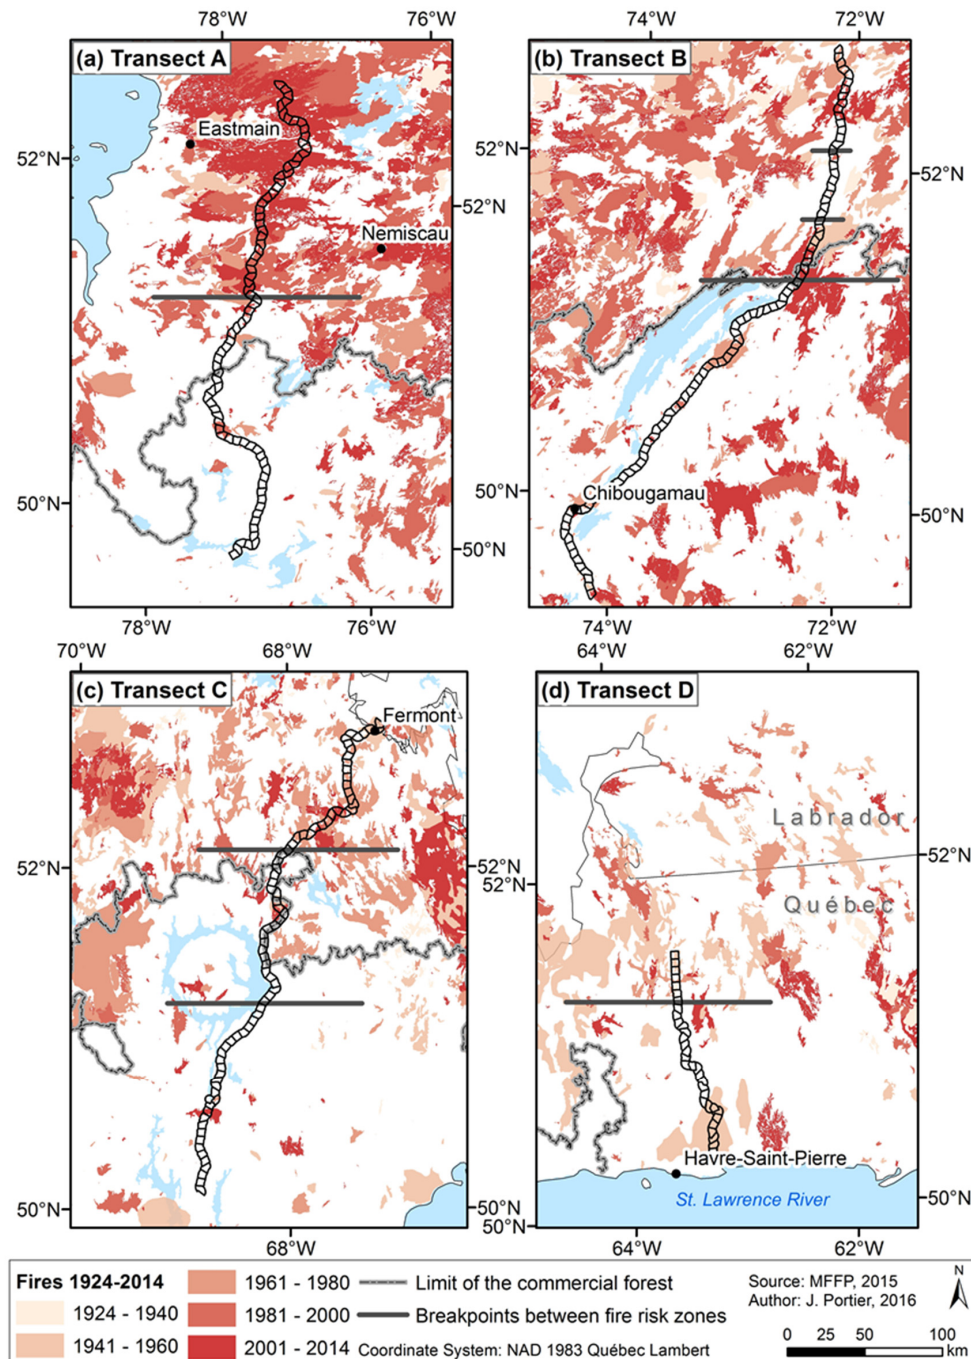 78°W
76°W
74°W
72°W
(a) Transect A
(b) Transect B
Eastmain
52°N
52°N
52°N
52°N
Nemiscau
50°N
Chibougamau
50°N
50°N
50°N
78°W
76°W
74°W
72°W
70°W
68°W
64°W
62°W
(c) Transect C
(d) Transect D
Fermont
Labrador
52°N
52°N
52°N
52°N
Québec
Havre-Saint-Pierre
St. Lawrence River
50°N
50°N
50°N
50°N
68°W
64°W
62°W
Fires 1924-2014
1924 - 1940
1941 - 1960
1961 - 1980
1981 - 2000
2001 - 2014
Limit of the commercial forest
Breakpoints between fire risk zones
Coordinate System: NAD 1983 Québec Lambert
Source: MFFP, 2015
Author: J. Portier, 2016
N
0 25 50 100
km